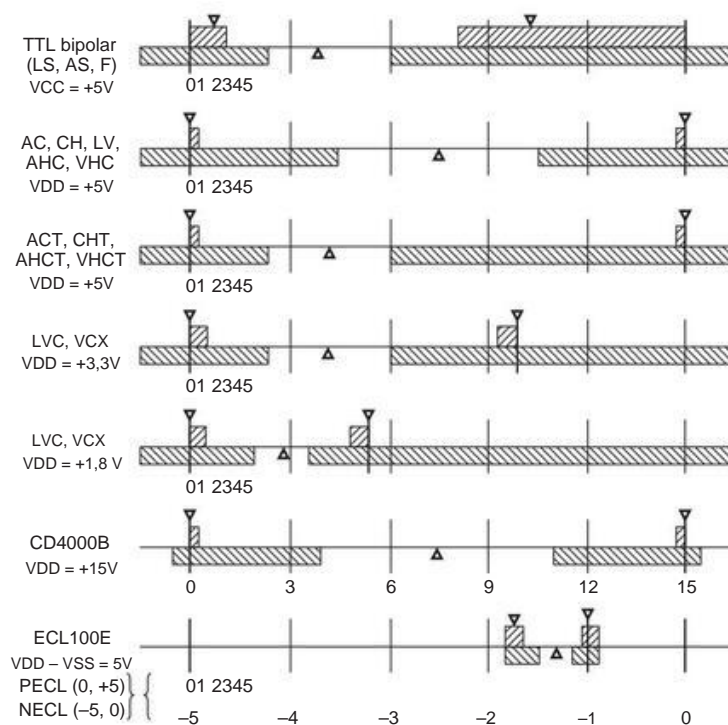 TTL bipolar
(LS, AS, F)
VCC = +5V
01 2345
AC, CH, LV,
AHC, VHC
VDD = +5V
01 2345
ACT, CHT,
AHCT, VHCT
VDD = +5V
01 2345
LVC, VCX
VDD = +3,3V
01 2345
LVC, VCX
VDD = +1,8 V
01 2345
CD4000B
VDD = +15V
0 3 6 9 12 15
ECL100E
VDD – VSS = 5V
PECL (0, +5)
01 2345
NECL (–5, 0)
–5 –4 –3 –2 –1 0